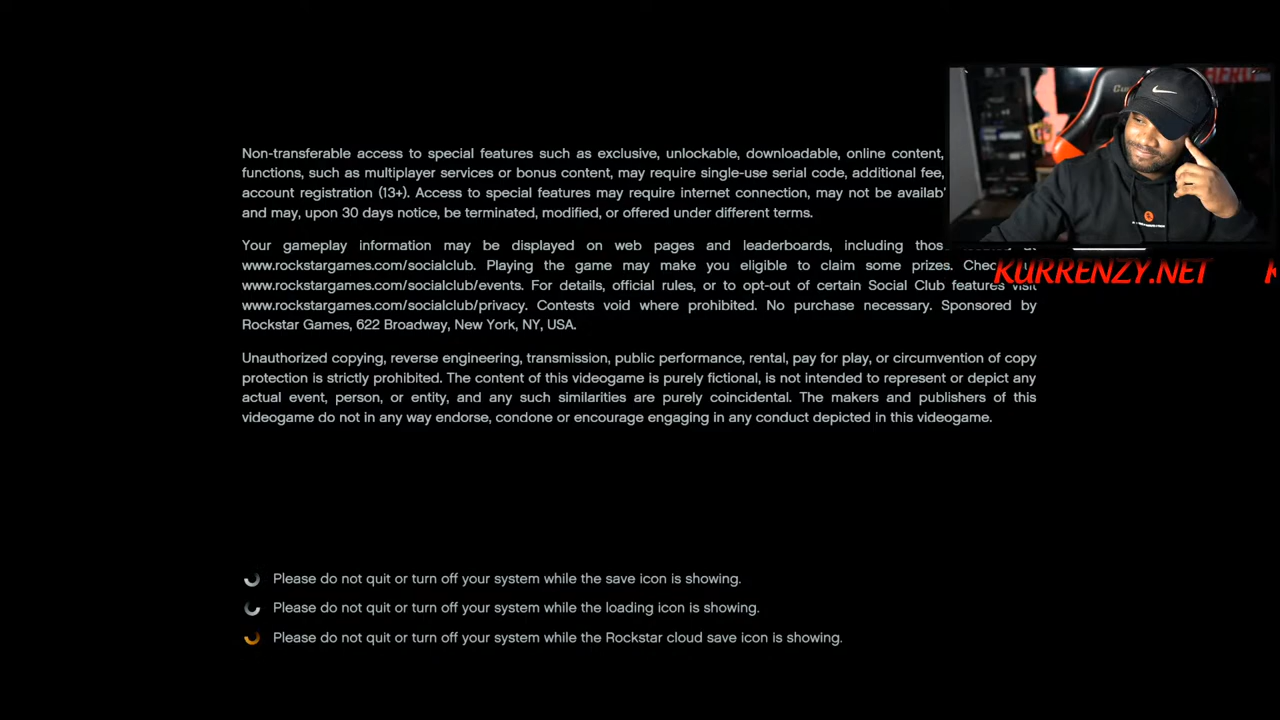 Non-transferable access to special features such as exclusive, unlockable, downloadable, online content,
functions, such as multiplayer services or bonus content, may require single-use serial code, additional fee,
account registration (13+). Access to special features may require internet connection, may not be
and may, upon 30 days notice, be terminated, modified, or offered under different terms.
Your gameplay information may be displayed on web pages and leaderboards, including
www.rockstargames.com/socialclub. Playing the game may make you eligible to claim some prizes.
www.rockstargames.com/socialclub/events. For details, official rules, or to opt-out of certain Social Club features visit
www.rockstargames.com/socialclub/privacy. Contests void where prohibited. No purchase necessary. Sponsored by
Rockstar Games, 622 Broadway, New York, NY, USA.
Unauthorized copying, reverse engineering, transmission, public performance, rental, pay for play, or circumvention of copy
protection is strictly prohibited. The content of this videogame is purely fictional, is not intended to represent or depict any
actual event, person, or entity, and any such similarities are purely coincidental. The makers and publishers of this
videogame do not in any way endorse, condone or encourage engaging in any conduct depicted in this videogame.
Please do not quit or turn off your system while the save icon is showing.
Please do not quit or turn off your system while the loading icon is showing.
Please do not quit or turn off your system while the Rockstar cloud save icon is showing.
KURRENZY.NET